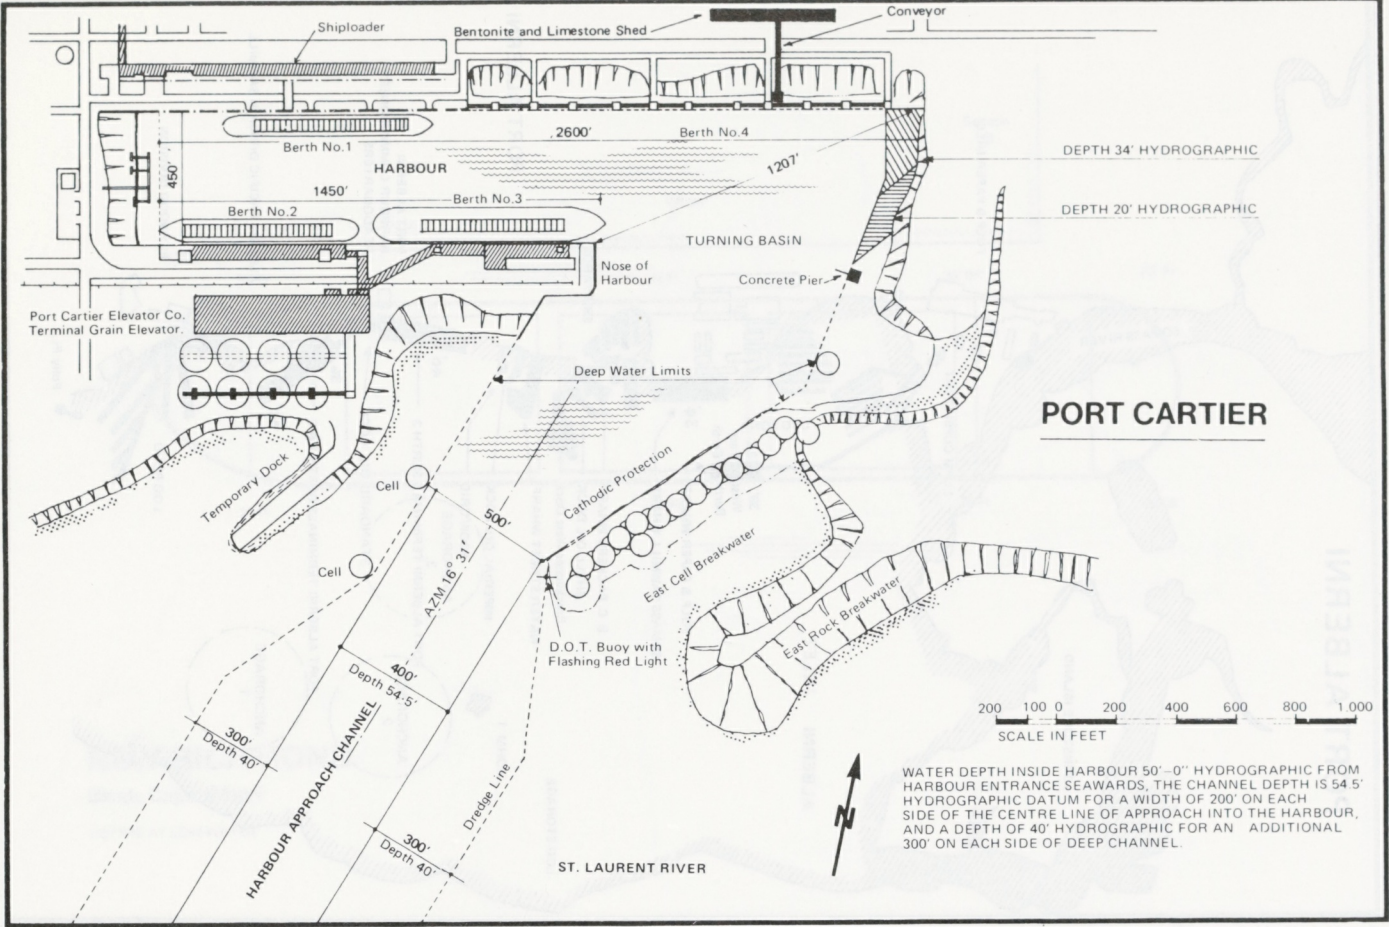 Conveyor
Shiploader
Bentonite and Limestone Shed
Berth No.1
2600'
Berth No.4
HARBOUR
450'
1207'
DEPTH 34' HYDROGRAPHIC
1450'
Berth No.2
Berth No.3
DEPTH 20' HYDROGRAPHIC
TURNING BASIN
Nose of
Harbour
Concrete Pier
Port Cartier Elevator Co.
Terminal Grain Elevator.
Deep Water Limits
PORT CARTIER
Temporary Dock
Cell
Cathodic Protection
500'
AZM 16° 31'
Cell
East Cell Breakwater
East Rock Breakwater
D.O.T. Buoy with
Flashing Red Light
400'
Depth 54·5'
300'
Depth 40'
HARBOUR APPROACH CHANNEL
Dredge Line
300'
Depth 40'
ST. LAURENT RIVER
200 100 0 200 400 600 800 1.000
SCALE IN FEET
N
WATER DEPTH INSIDE HARBOUR 50'–0" HYDROGRAPHIC FROM
HARBOUR ENTRANCE SEAWARDS, THE CHANNEL DEPTH IS 54.5'
HYDROGRAPHIC DATUM FOR A WIDTH OF 200' ON EACH
SIDE OF THE CENTRE LINE OF APPROACH INTO THE HARBOUR,
AND A DEPTH OF 40' HYDROGRAPHIC FOR AN ADDITIONAL
300' ON EACH SIDE OF DEEP CHANNEL.